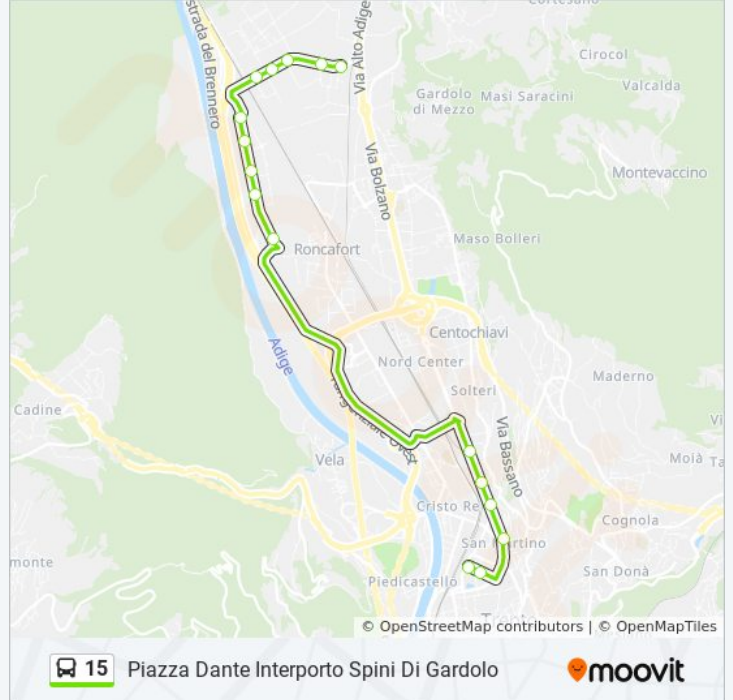 Cortesano
strada del Brennero
Via Alto Adige
Cirocol
Valcalda
Gardolo
di Mezzo
Masi Saracini
Via Bolzano
Montevaccino
Maso Bolleri
Roncafort
Adige
Centochiavi
Nord Center
Maderno
Solteri
Cadine
Via Bassano
Vi
Moià
Ta
Vela
Cristo Re
Cognola
San Martino
monte
San Donà
Piedicastello
© OpenStreetMap contributors | © OpenMapTiles
15 Piazza Dante Interporto Spini Di Gardolo
moovit